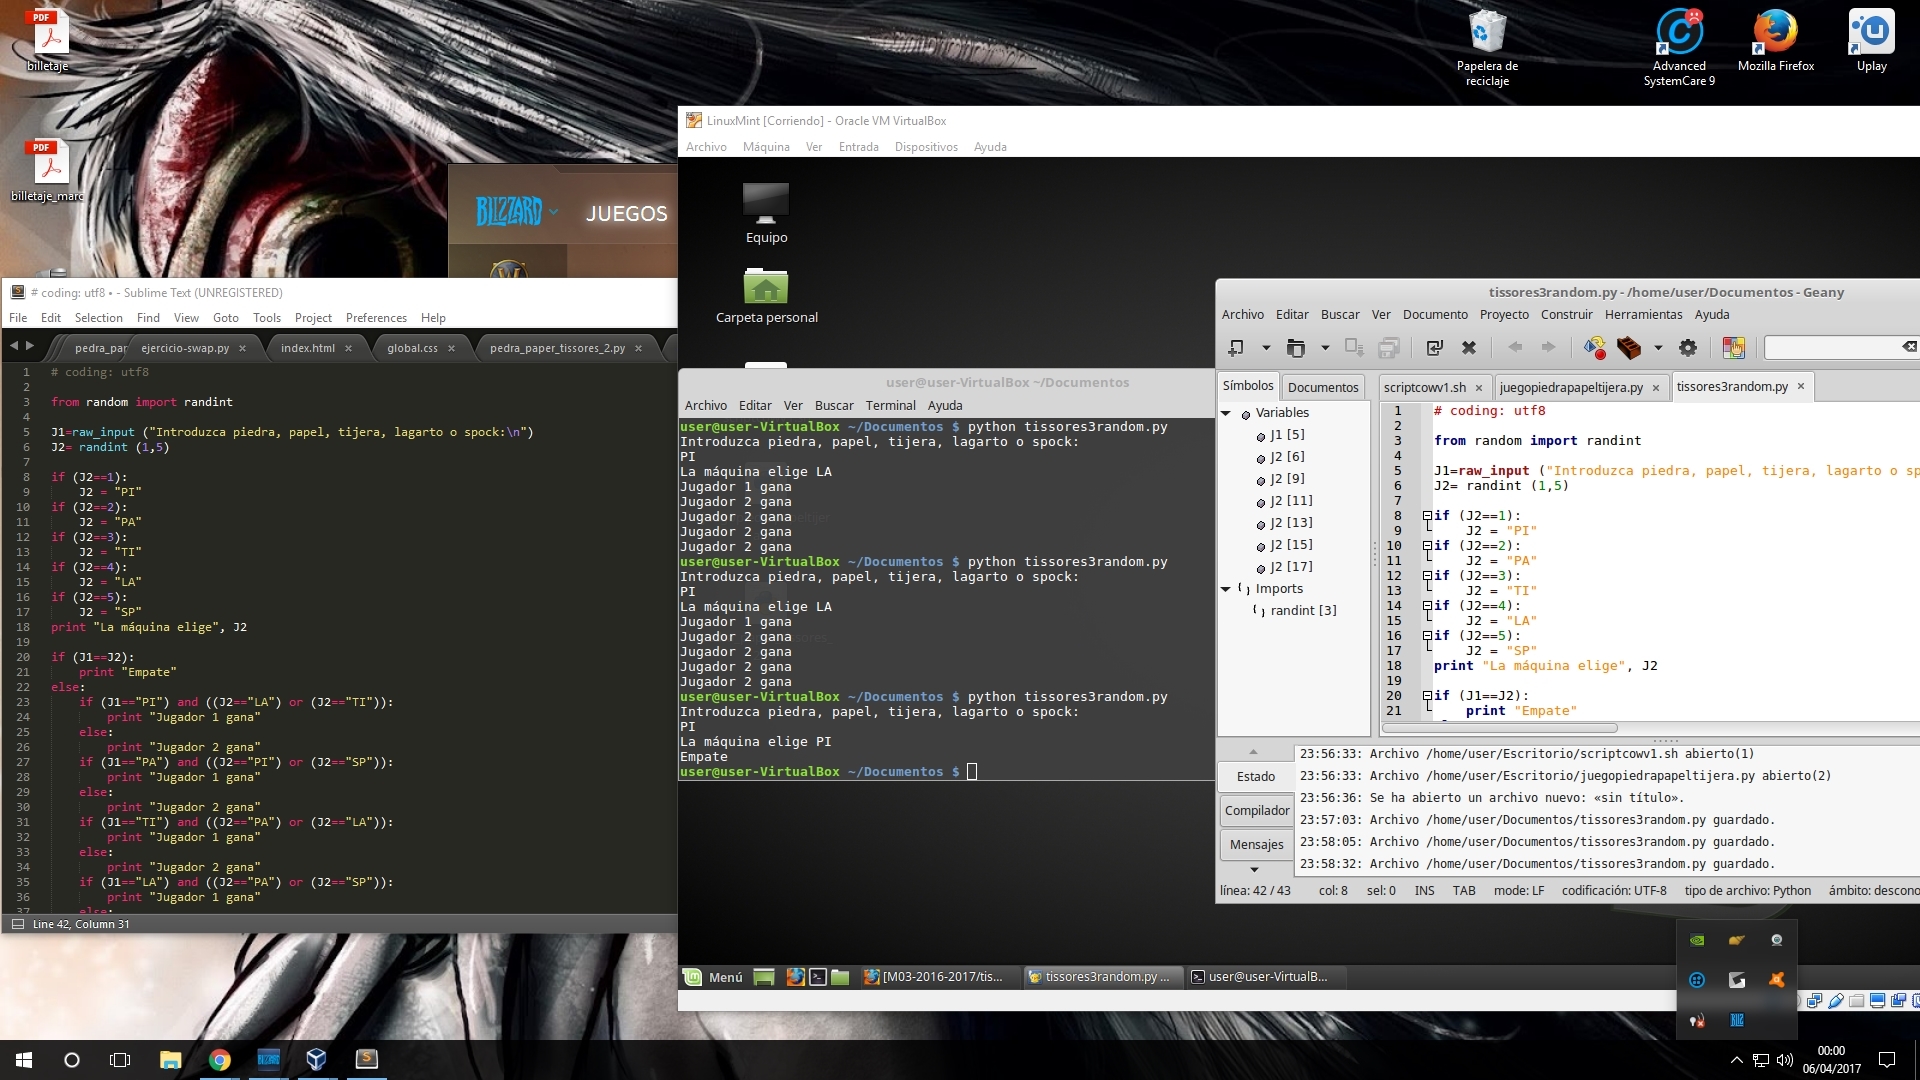 billetaje
billetaje_marc
Papelera de
reciclaje
Advanced
SystemCare 9
Mozilla Firefox
Uplay
BLIZZARD
JUEGOS
# coding: utf8 • - Sublime Text (UNREGISTERED)
File Edit Selection Find View Goto Tools Project Preferences Help
pedra_par ejercicio-swap.py × index.html × global.css × pedra_paper_tissores_2.py ×
1 # coding: utf8
2
3 from random import randint
4
5 J1=raw_input ("Introduzca piedra, papel, tijera, lagarto o spock:\n")
6 J2= randint (1,5)
7
8 if (J2==1):
9 J2 = "PI"
10 if (J2==2):
11 J2 = "PA"
12 if (J2==3):
13 J2 = "TI"
14 if (J2==4):
15 J2 = "LA"
16 if (J2==5):
17 J2 = "SP"
18 print "La máquina elige", J2
19
20 if (J1==J2):
21 print "Empate"
22 else:
23 if (J1=="PI") and ((J2=="LA") or (J2=="TI")):
24 print "Jugador 1 gana"
25 else:
26 print "Jugador 2 gana"
27 if (J1=="PA") and ((J2=="PI") or (J2=="SP")):
28 print "Jugador 1 gana"
29 else:
30 print "Jugador 2 gana"
31 if (J1=="TI") and ((J2=="PA") or (J2=="LA")):
32 print "Jugador 1 gana"
33 else:
34 print "Jugador 2 gana"
35 if (J1=="LA") and ((J2=="PA") or (J2=="SP")):
36 print "Jugador 1 gana"
37 else:
Line 42, Column 31
LinuxMint [Corriendo] - Oracle VM VirtualBox
Archivo Máquina Ver Entrada Dispositivos Ayuda
Equipo
Carpeta personal
user@user-VirtualBox ~/Documentos
Archivo Editar Ver Buscar Terminal Ayuda
user@user-VirtualBox ~/Documentos $ python tissores3random.py
Introduzca piedra, papel, tijera, lagarto o spock:
PI
La máquina elige LA
Jugador 1 gana
Jugador 2 gana
Jugador 2 gana
Jugador 2 gana
Jugador 2 gana
user@user-VirtualBox ~/Documentos $ python tissores3random.py
Introduzca piedra, papel, tijera, lagarto o spock:
PI
La máquina elige LA
Jugador 1 gana
Jugador 2 gana
Jugador 2 gana
Jugador 2 gana
Jugador 2 gana
user@user-VirtualBox ~/Documentos $ python tissores3random.py
Introduzca piedra, papel, tijera, lagarto o spock:
PI
La máquina elige PI
Empate
user@user-VirtualBox ~/Documentos $
tissores3random.py - /home/user/Documentos - Geany
Archivo Editar Buscar Ver Documento Proyecto Construir Herramientas Ayuda
Símbolos Documentos
Variables
J1 [5]
J2 [6]
J2 [9]
J2 [11]
J2 [13]
J2 [15]
J2 [17]
Imports
randint [3]
scriptcowv1.sh × juegopiedrapapeltijera.py × tissores3random.py ×
1 # coding: utf8
2
3 from random import randint
4
5 J1=raw_input ("Introduzca piedra, papel, tijera, lagarto o sp
6 J2= randint (1,5)
7
8 if (J2==1):
9 J2 = "PI"
10 if (J2==2):
11 J2 = "PA"
12 if (J2==3):
13 J2 = "TI"
14 if (J2==4):
15 J2 = "LA"
16 if (J2==5):
17 J2 = "SP"
18 print "La máquina elige", J2
19
20 if (J1==J2):
21 print "Empate"
Estado
Compilador
Mensajes
23:56:33: Archivo /home/user/Escritorio/scriptcowv1.sh abierto(1)
23:56:33: Archivo /home/user/Escritorio/juegopiedrapapeltijera.py abierto(2)
23:56:36: Se ha abierto un archivo nuevo: «sin título».
23:57:03: Archivo /home/user/Documentos/tissores3random.py guardado.
23:58:05: Archivo /home/user/Documentos/tissores3random.py guardado.
23:58:32: Archivo /home/user/Documentos/tissores3random.py guardado.
línea: 42 / 43 col: 8 sel: 0 INS TAB mode: LF codificación: UTF-8 tipo de archivo: Python ámbito: descono
Menú [M03-2016-2017/tis... tissores3random.py ... user@user-VirtualB...
00:00
06/04/2017